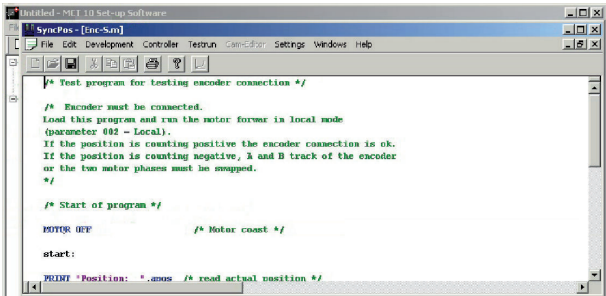 Untitled - MCT 10 Set-up Software
SyncPos - [Enc-S.m]
File Edit Development Controller Testrun Cam-Editor Settings Windows Help
/* Test program for testing encoder connection */
/* Encoder must be connected.
Load this program and run the motor forwar in local mode
(parameter 002 = Local).
If the position is counting positive the encoder connection is ok.
If the position is counting negative, A and B track of the encoder
or the two motor phases must be swapped.
*/
/* Start of program */
MOTOR OFF /* Motor coast */
start:
PRINT "Position: ",apos /* read actual position */